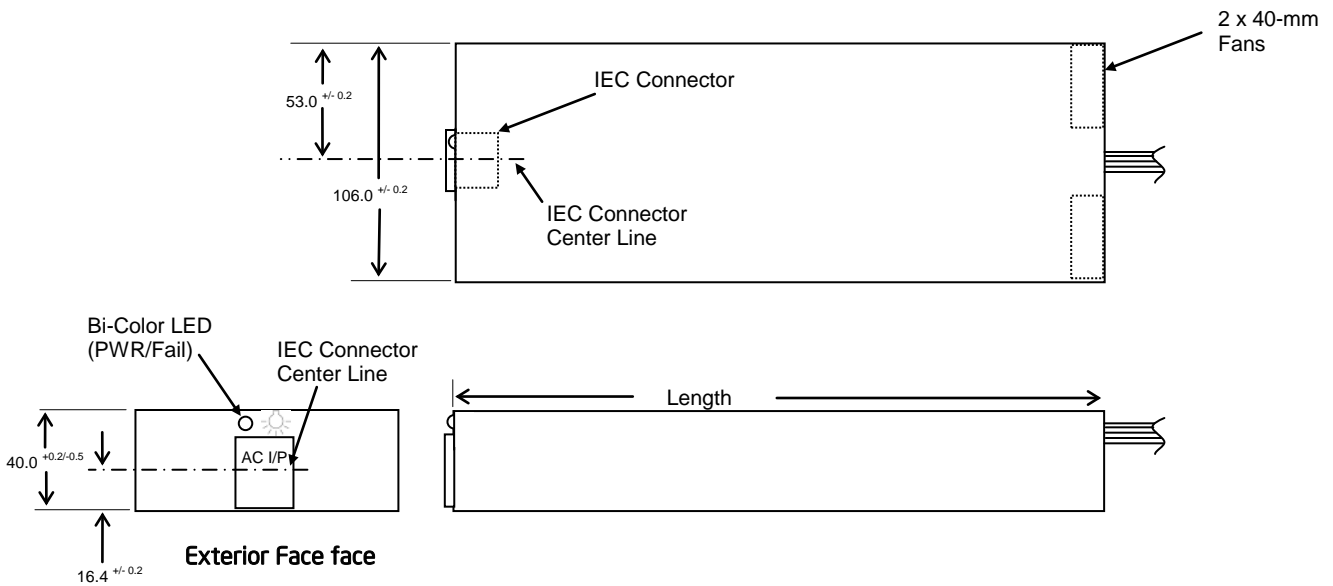 2 x 40-mm
Fans
53.0 +/- 0.2
IEC Connector
106.0 +/- 0.2
IEC Connector
Center Line
Bi-Color LED
(PWR/Fail)
IEC Connector
Center Line
Length
40.0 +0.2/-0.5
AC I/P
Exterior Face face
16.4 +/- 0.2